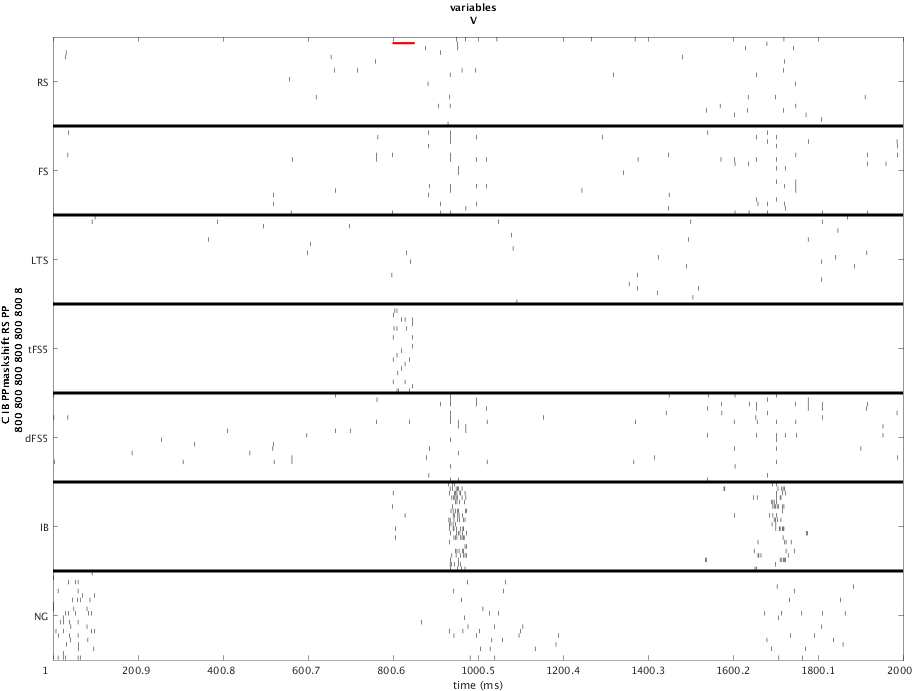 variables
V
C IB PPmaskshift RS PP
800 800 800 800 800 800 8
RS
FS
LTS
tFS5
dFS5
IB
NG
1 200.9 400.8 600.7 800.6 1000.5 1200.4 1400.3 1600.2 1800.1 2000
time (ms)